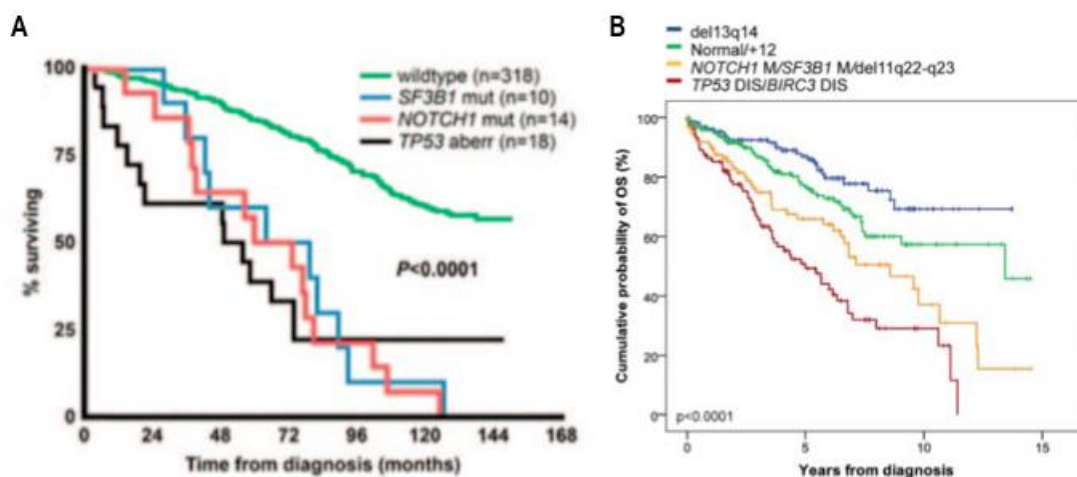 A
100
75
50
25
0
% surviving
wildtype (n=318)
SF3B1 mut (n=10)
NOTCH1 mut (n=14)
TP53 aberr (n=18)
P<0.0001
0 24 48 72 96 120 144 168
Time from diagnosis (months)
B
del13q14
Normal/+12
NOTCH1 M/SF3B1 M/del11q22-q23
TP53 DIS/BIRC3 DIS
Cumulative probability of OS (%)
100
80
60
40
20
0
p<0.0001
0 5 10 15
Years from diagnosis